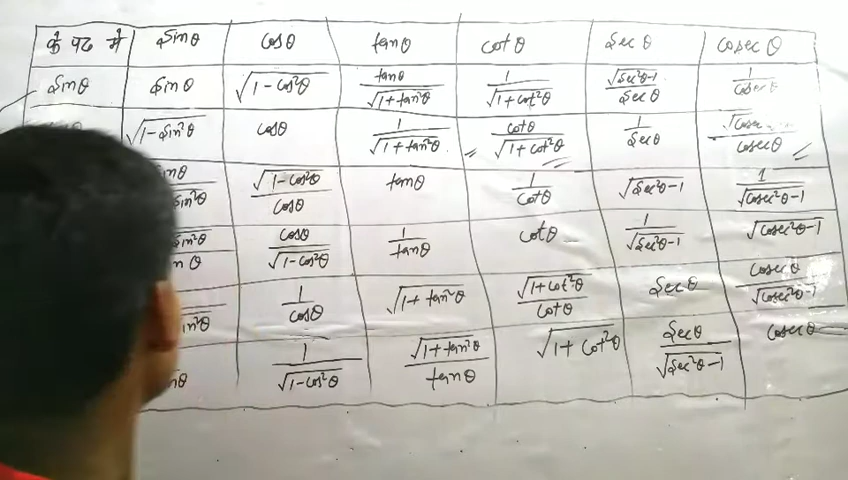 के पद में sinθ cosθ tanθ cotθ secθ cosecθ
sinθ sinθ √(1-cos²θ) tanθ/√(1+tan²θ) 1/√(1+cot²θ) √(sec²θ-1)/secθ 1/cosecθ
√(1-sin²θ) cosθ 1/√(1+tan²θ) cotθ/√(1+cot²θ) 1/secθ cosecθ
√(1-cos²θ)/cosθ tanθ 1/cotθ √(sec²θ-1) 1/√(cosec²θ-1)
cosθ/√(1-cos²θ) 1/tanθ cotθ 1/√(sec²θ-1) √(cosec²θ-1)
1/cosθ √(1+tan²θ) √(1+cot²θ)/cotθ secθ cosecθ/√(cosec²θ-1)
1/√(1-cos²θ) √(1+tan²θ)/tanθ √(1+cot²θ) secθ/√(sec²θ-1) cosecθ